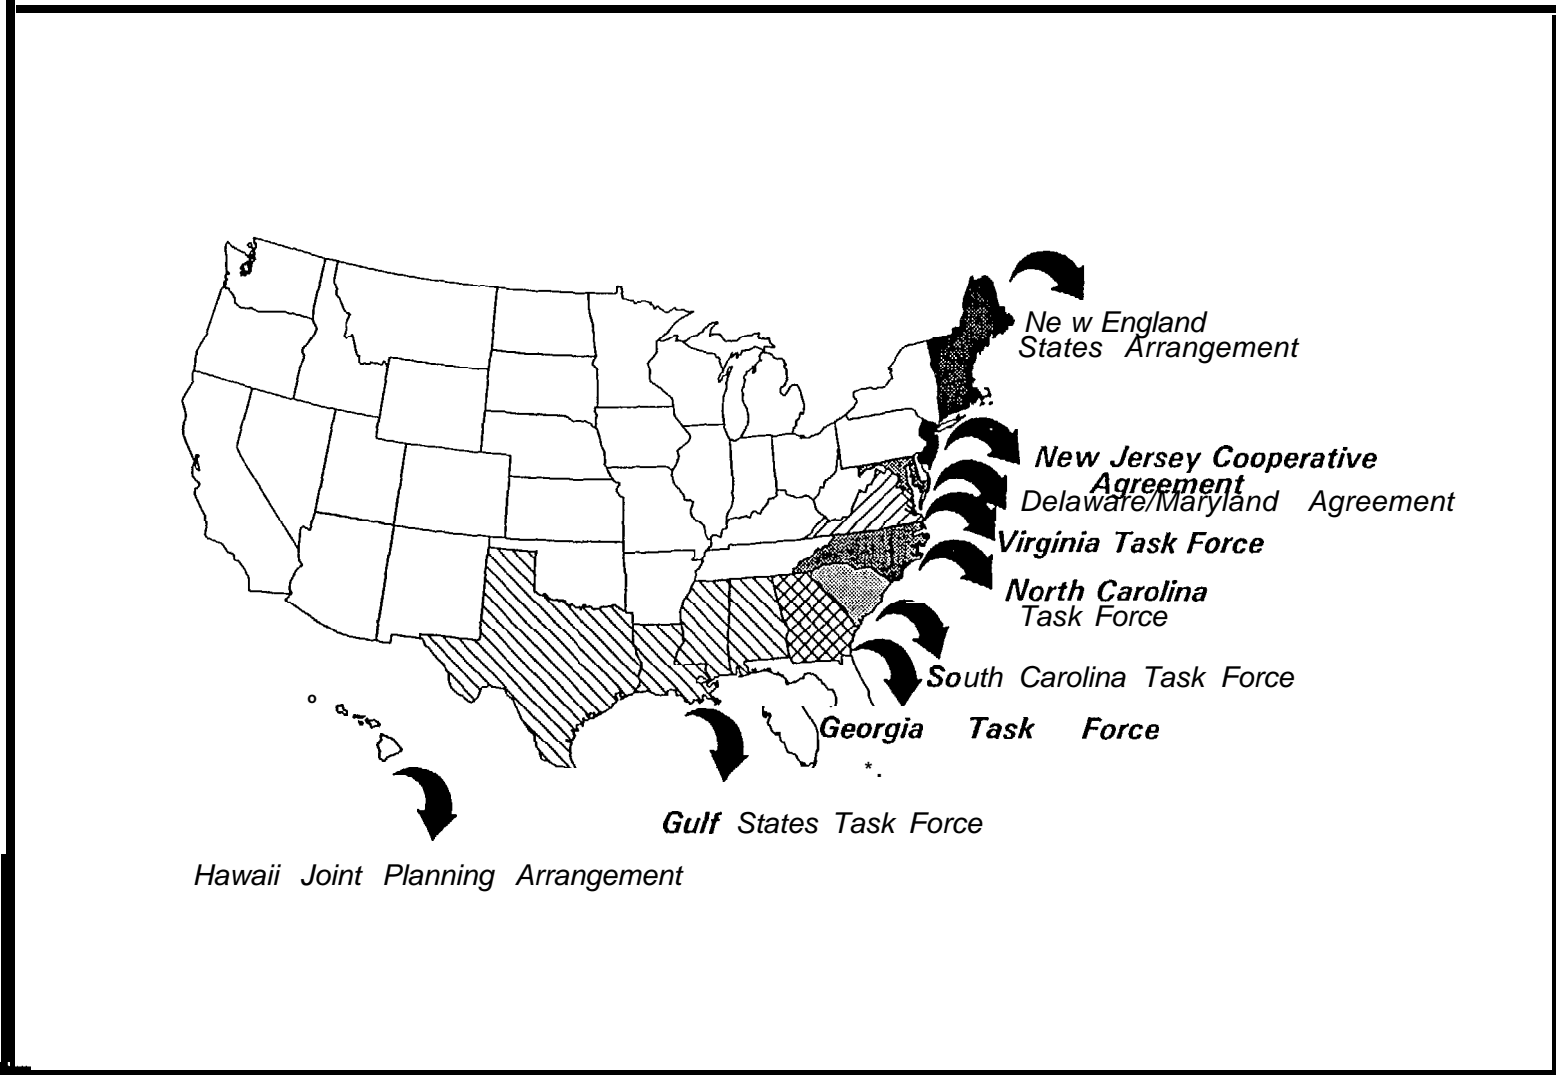 Ne w England
States Arrangement
New Jersey Cooperative
Agreement
Delaware/Maryland Agreement
Virginia Task Force
North Carolina
Task Force
South Carolina Task Force
Georgia Task Force
* .
Gulf States Task Force
Hawaii Joint Planning Arrangement